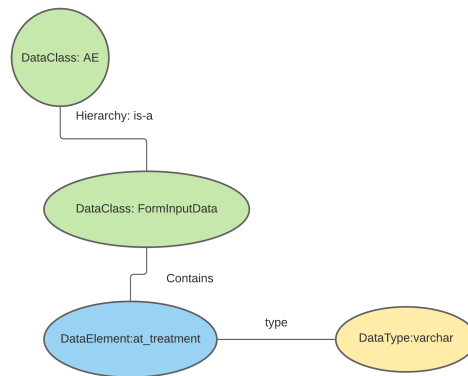 DataClass: AE
Hierarchy: is-a
DataClass: FormInputData
Contains
DataElement:at_treatment
type
DataType:varchar